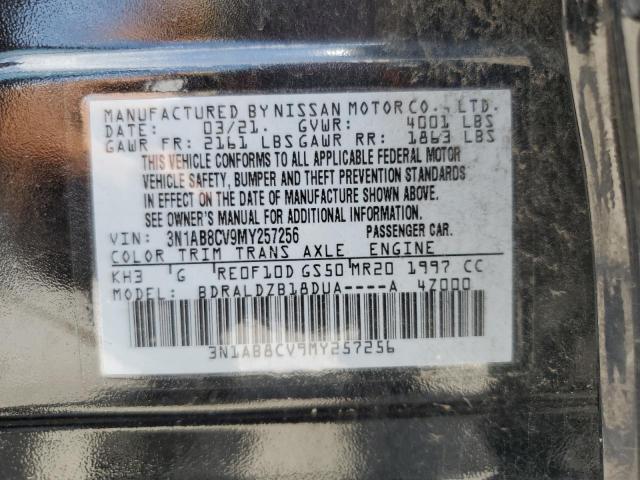 MANUFACTURED BY NISSAN MOTOR CO., LTD.
DATE: 03/21. GVWR: 4001 LBS
GAWR FR: 2161 LBS GAWR RR: 1863 LBS
THIS VEHICLE CONFORMS TO ALL APPLICABLE FEDERAL MOTOR
VEHICLE SAFETY, BUMPER AND THEFT PREVENTION STANDARDS
IN EFFECT ON THE DATE OF MANUFACTURE SHOWN ABOVE.
SEE OWNER'S MANUAL FOR ADDITIONAL INFORMATION.
VIN: 3N1AB8CV9MY257256 PASSENGER CAR.
COLOR TRIM TRANS AXLE ENGINE
KH3 G RE0F10D GS50 MR20 1997 CC
MODEL: BDRALDZB18DUA----A 4Z000
3N1AB8CV9MY257256